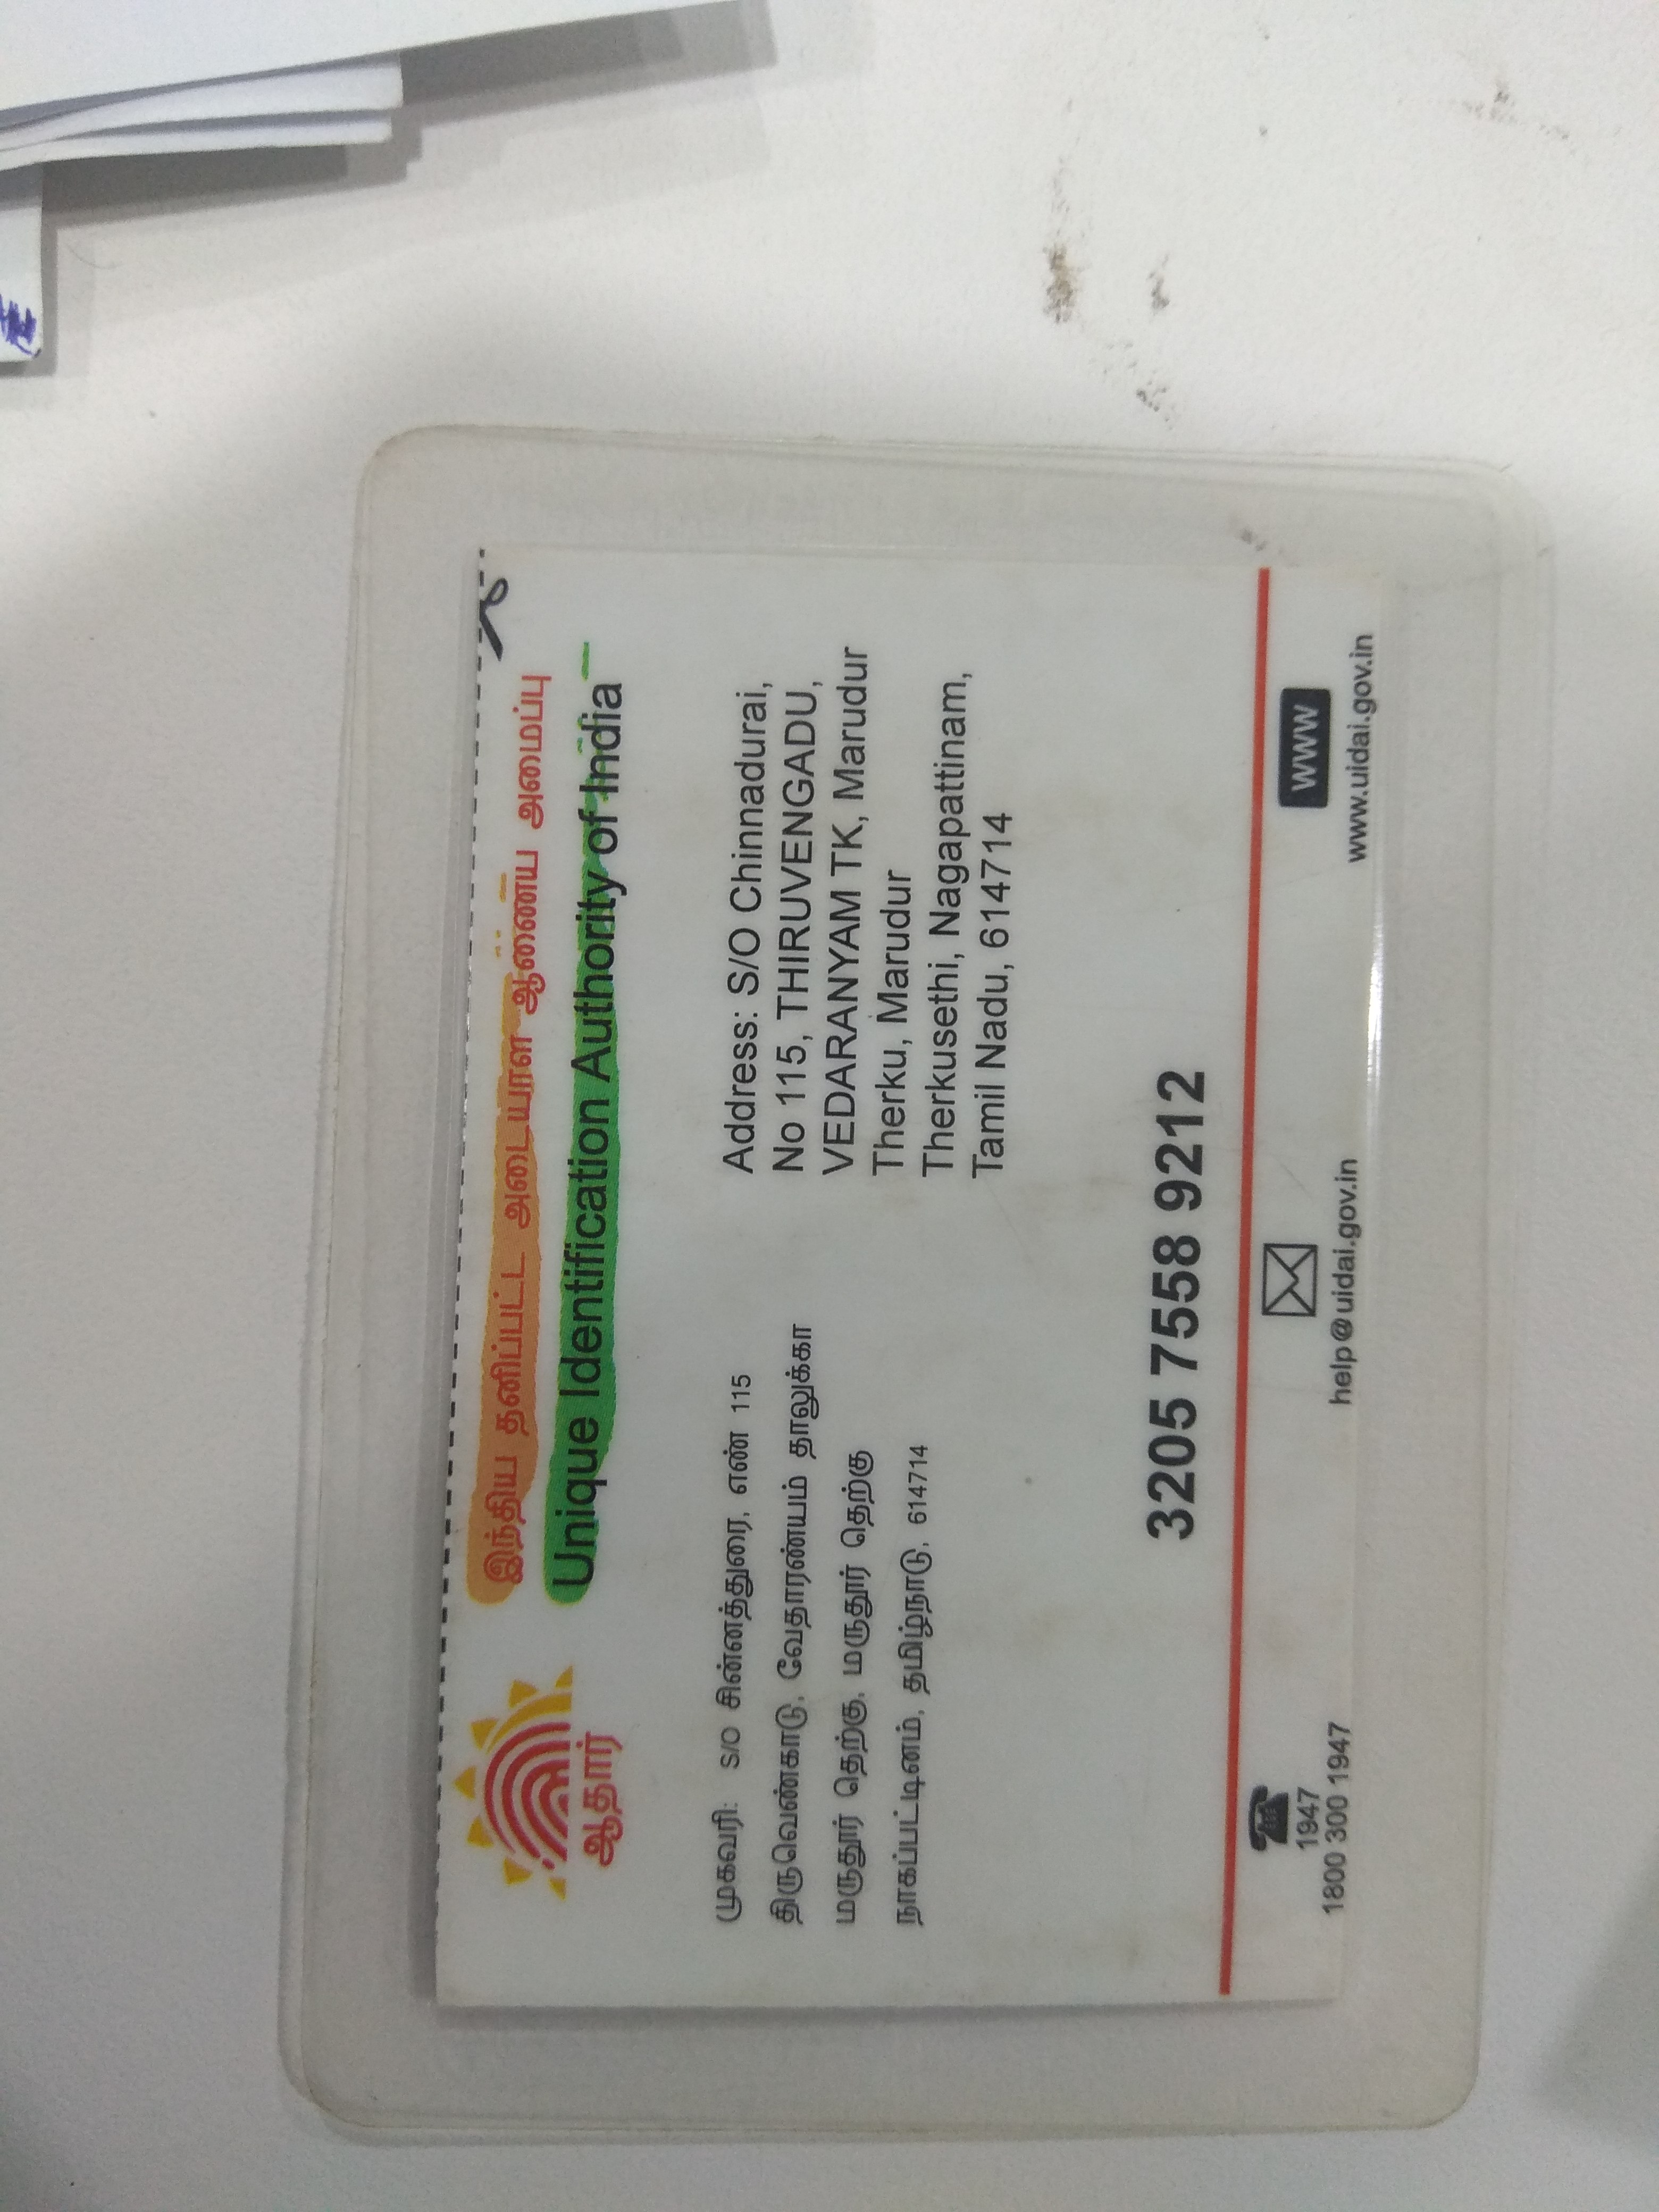 இந்திய தனிப்பட்ட அடையாள ஆணைய அமைப்பு
Unique Identification Authority of India
ஆதார்
முகவரி: S/O சின்னத்துரை, எண் 115
திருவெண்காடு, வேதாரண்யம் தாலுக்கா
மருதூர் தெற்கு, மருதூர் தெற்கு
நாகப்பட்டினம், தமிழ்நாடு, 614714
Address: S/O Chinnadurai,
No 115, THIRUVENGADU,
VEDARANYAM TK, Marudur
Therku, Marudur
Therkusethi, Nagapattinam,
Tamil Nadu, 614714
3205 7558 9212
1947
1800 300 1947
help@uidai.gov.in
WWW
www.uidai.gov.in